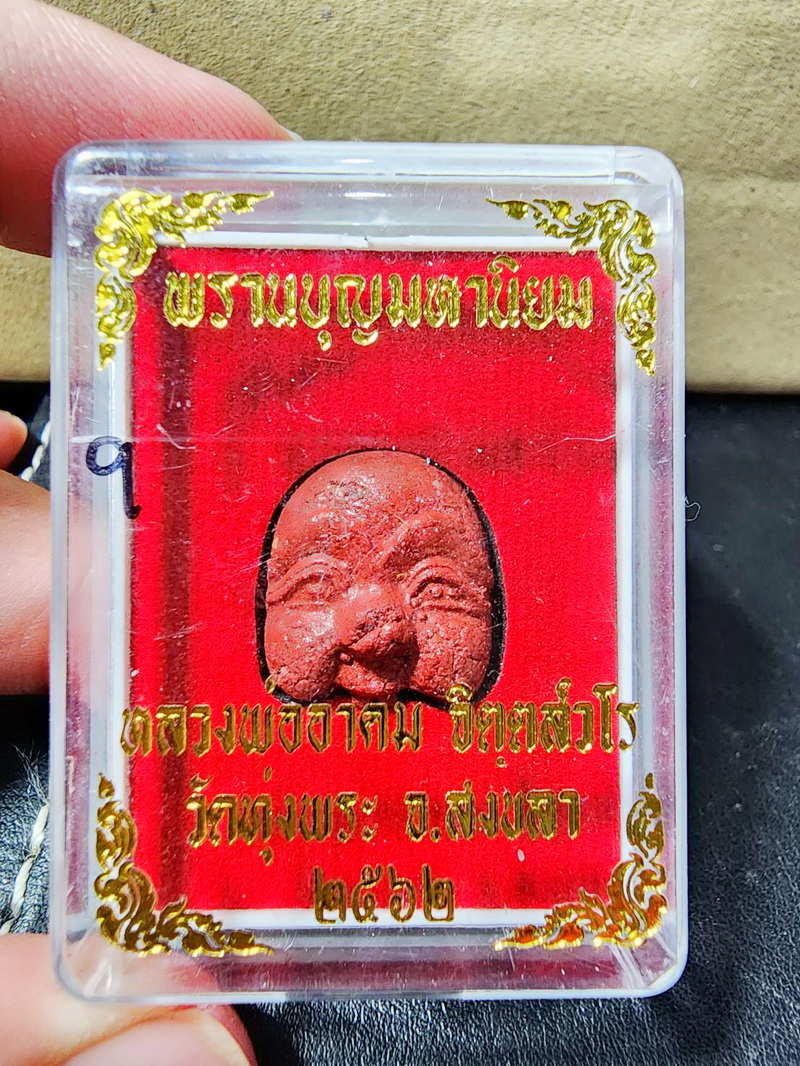 พรานบุญมหานิยม
ๆ
หลวงพ่ออาคม ฐิตฺตสํวโร
วัดทุ่งพระ จ.สงขลา
๒๕๖๒